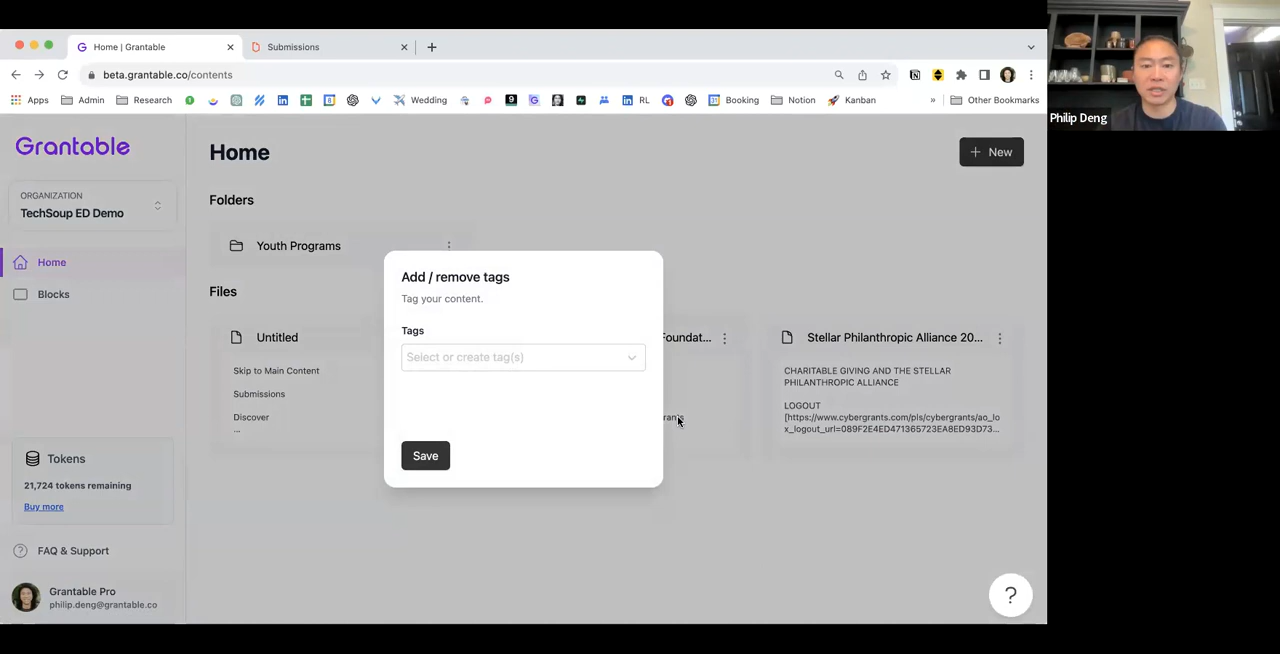 Home | Grantable
Submissions
beta.grantable.co/contents
Apps
Admin
Research
Wedding
RL
Booking
Notion
Kanban
Other Bookmarks
Philip Deng
Grantable
ORGANIZATION
TechSoup ED Demo
Home
Blocks
Tokens
21,724 tokens remaining
Buy more
FAQ & Support
Grantable Pro
philip.deng@grantable.co
Home
+ New
Folders
Youth Programs
Files
Untitled
Skip to Main Content
Submissions
Discover
...
Foundat...
Stellar Philanthropic Alliance 20...
CHARITABLE GIVING AND THE STELLAR
PHILANTHROPIC ALLIANCE
LOGOUT
[https://www.cybergrants.com/pls/cybergrants/ao_lo
x_logout_url=089F2E4ED471365723EA8ED93D73...
Add / remove tags
Tag your content.
Tags
Select or create tag(s)
Save
?